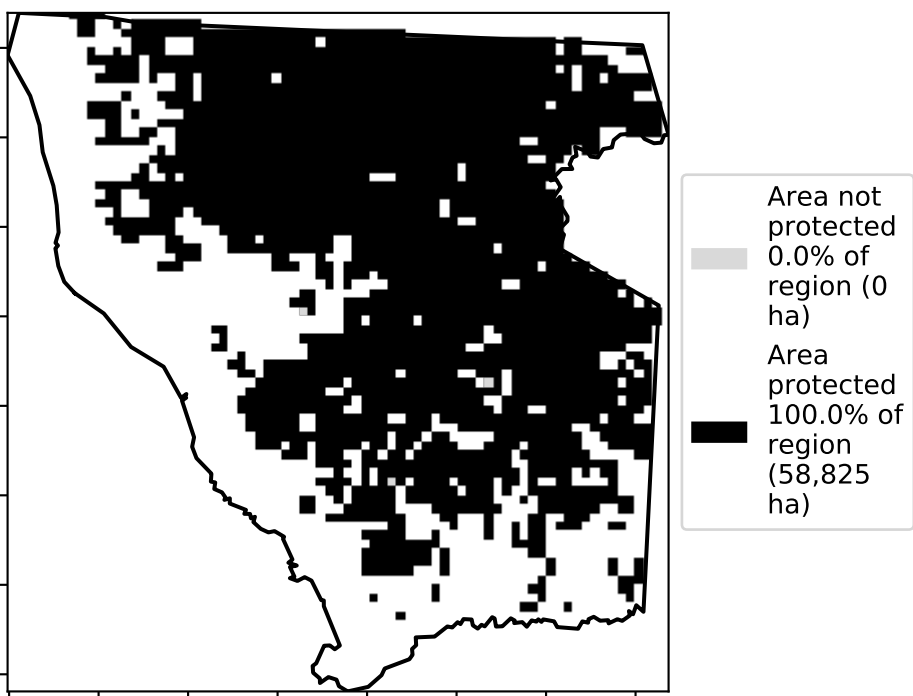 Area not
protected
0.0% of
region (0
ha)
Area
protected
100.0% of
region
(58,825
ha)